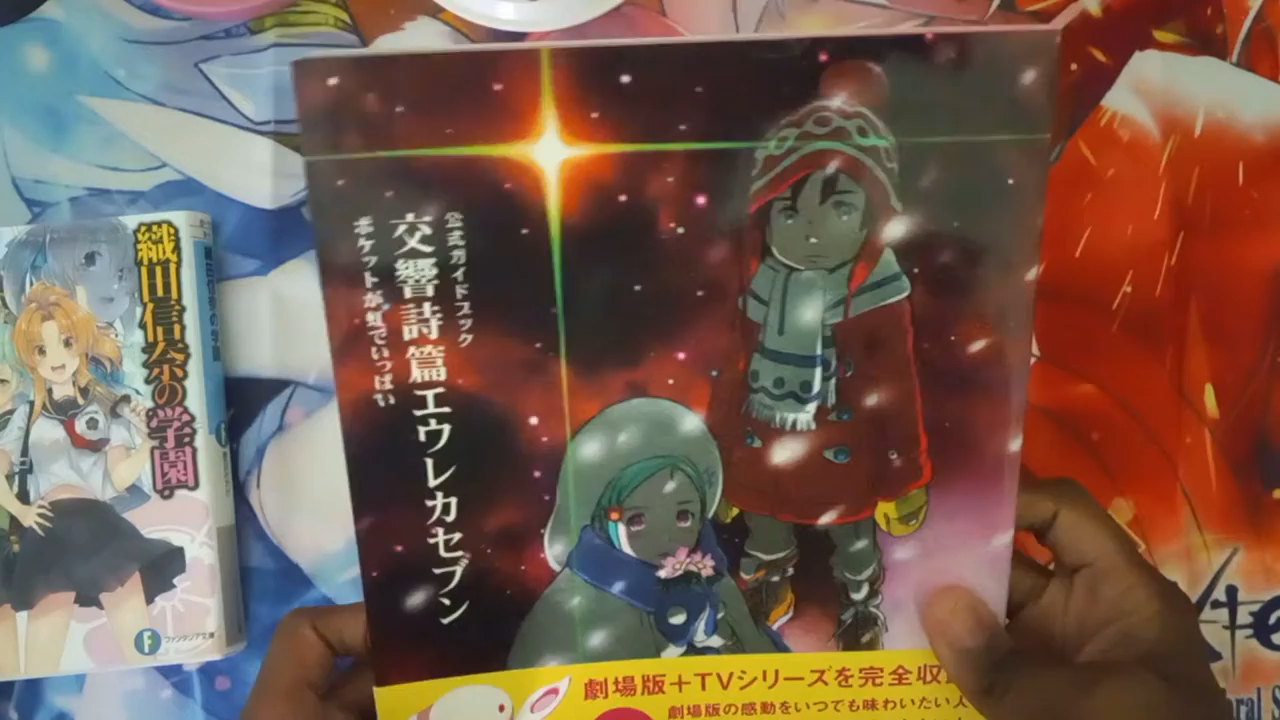 織田信奈の学園
ファンタジア文庫
公式ガイドブック
交響詩篇エウレカセブン
ポケットが虹でいっぱい
劇場版+TVシリーズを完全収
劇場版の感動をいつでも味わいたい人